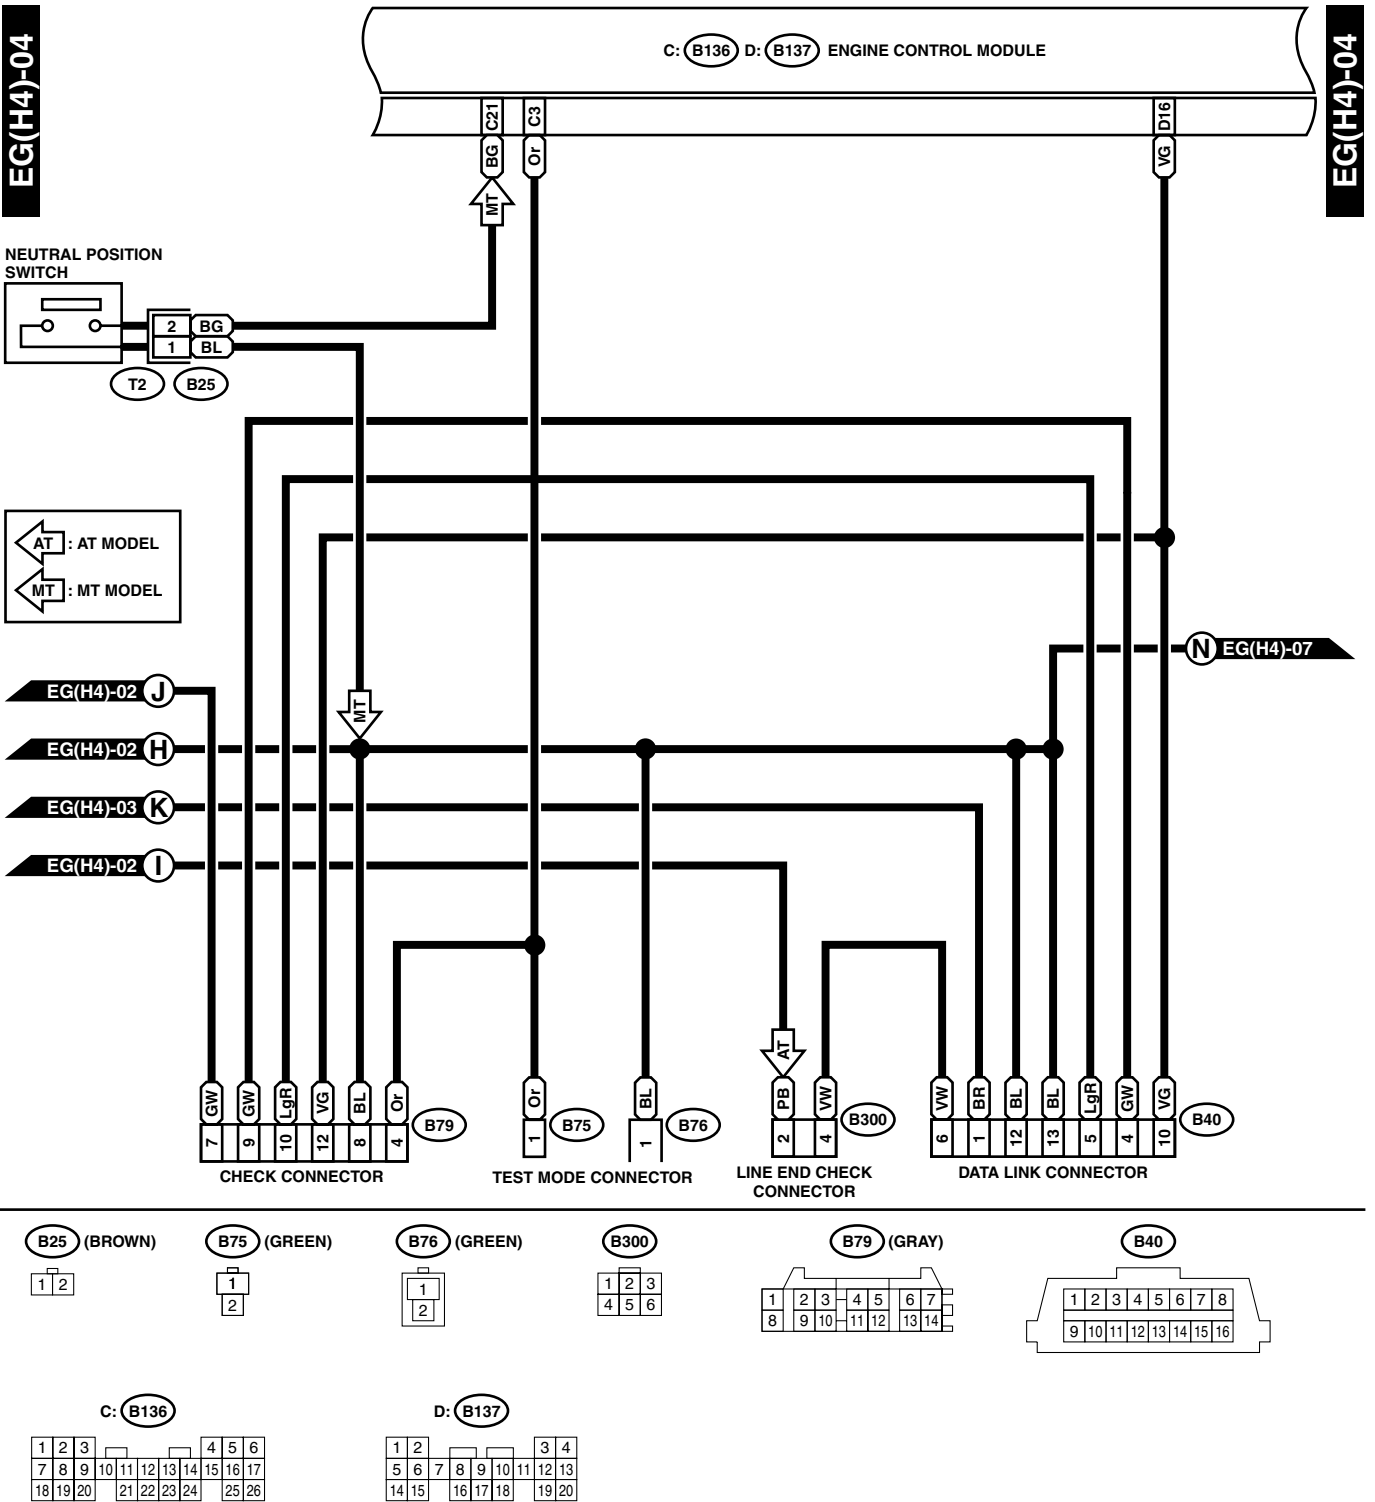 EG(H4)-04
EG(H4)-04
C: B136 D: B137 ENGINE CONTROL MODULE
C21 C3 D16
BG Or VG
MT
NEUTRAL POSITION
SWITCH
2 BG
1 BL
T2 B25
AT : AT MODEL
MT : MT MODEL
N EG(H4)-07
EG(H4)-02 J
MT
EG(H4)-02 H
EG(H4)-03 K
EG(H4)-02 I
AT
GW GW LgR VG BL Or Or BL PB VW VW BR BL BL LgR GW VG
7 9 10 12 8 4 B79 1 B75 1 B76 2 4 B300 6 1 12 13 5 4 10 B40
CHECK CONNECTOR
TEST MODE CONNECTOR
LINE END CHECK
CONNECTOR
DATA LINK CONNECTOR
B25 (BROWN)
1 2
B75 (GREEN)
1
2
B76 (GREEN)
1
2
B300
1 2 3
4 5 6
B79 (GRAY)
1 2 3 4 5 6 7
8 9 10 11 12 13 14
B40
1 2 3 4 5 6 7 8
9 10 11 12 13 14 15 16
C: B136
1 2 3 4 5 6
7 8 9 10 11 12 13 14 15 16 17
18 19 20 21 22 23 24 25 26
D: B137
1 2 3 4
5 6 7 8 9 10 11 12 13
14 15 16 17 18 19 20